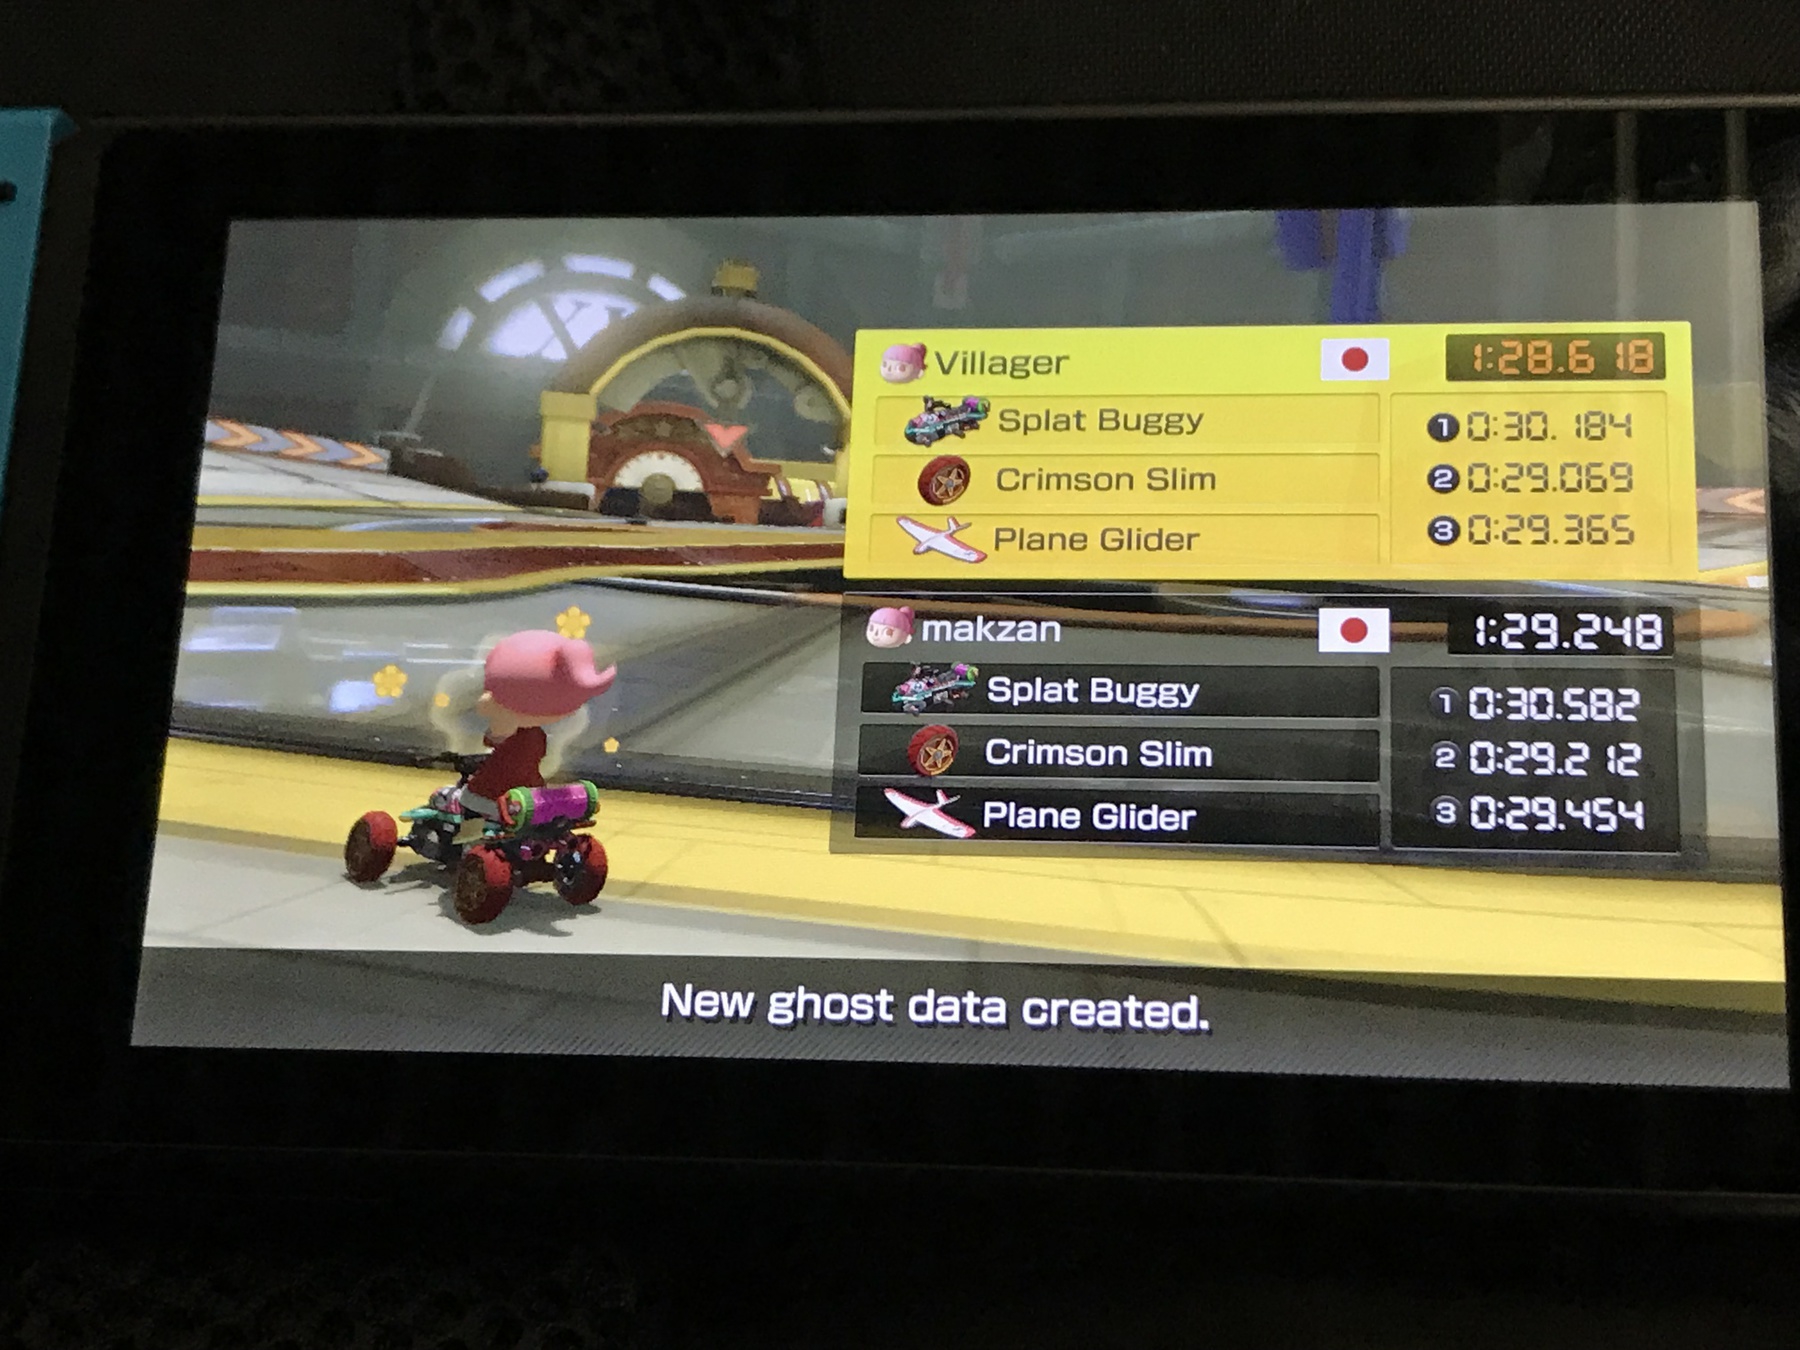 Villager 1:28.618
Splat Buggy
1 0:30.184
Crimson Slim
2 0:29.069
Plane Glider
3 0:29.365
makzan 1:29.248
Splat Buggy
1 0:30.582
Crimson Slim
2 0:29.212
Plane Glider
3 0:29.454
New ghost data created.